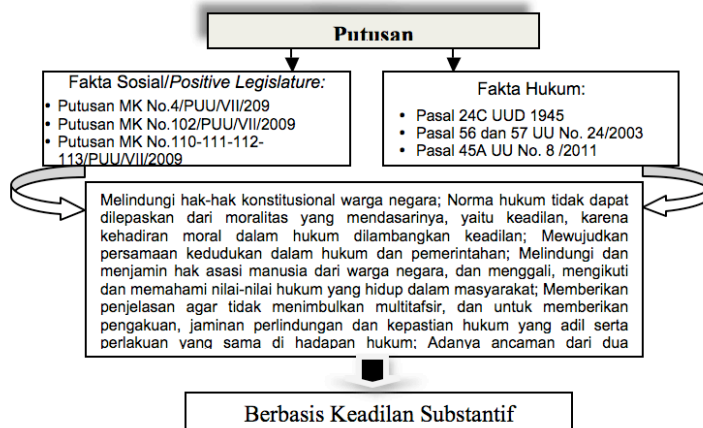 Putusan
Fakta Sosial/Positive Legislature:
• Putusan MK No.4/PUU/VII/209
• Putusan MK No.102/PUU/VII/2009
• Putusan MK No.110-111-112-
113/PUU/VII/2009
Fakta Hukum:
• Pasal 24C UUD 1945
• Pasal 56 dan 57 UU No. 24/2003
• Pasal 45A UU No. 8 /2011
Melindungi hak-hak konstitusional warga negara; Norma hukum tidak dapat
dilepaskan dari moralitas yang mendasarinya, yaitu keadilan, karena
kehadiran moral dalam hukum dilambangkan keadilan; Mewujudkan
persamaan kedudukan dalam hukum dan pemerintahan; Melindungi dan
menjamin hak asasi manusia dari warga negara, dan menggali, mengikuti
dan memahami nilai-nilai hukum yang hidup dalam masyarakat; Memberikan
penjelasan agar tidak menimbulkan multitafsir, dan untuk memberikan
pengakuan, jaminan perlindungan dan kepastian hukum yang adil serta
perlakuan yang sama di hadapan hukum; Adanya ancaman dari dua
Berbasis Keadilan Substantif